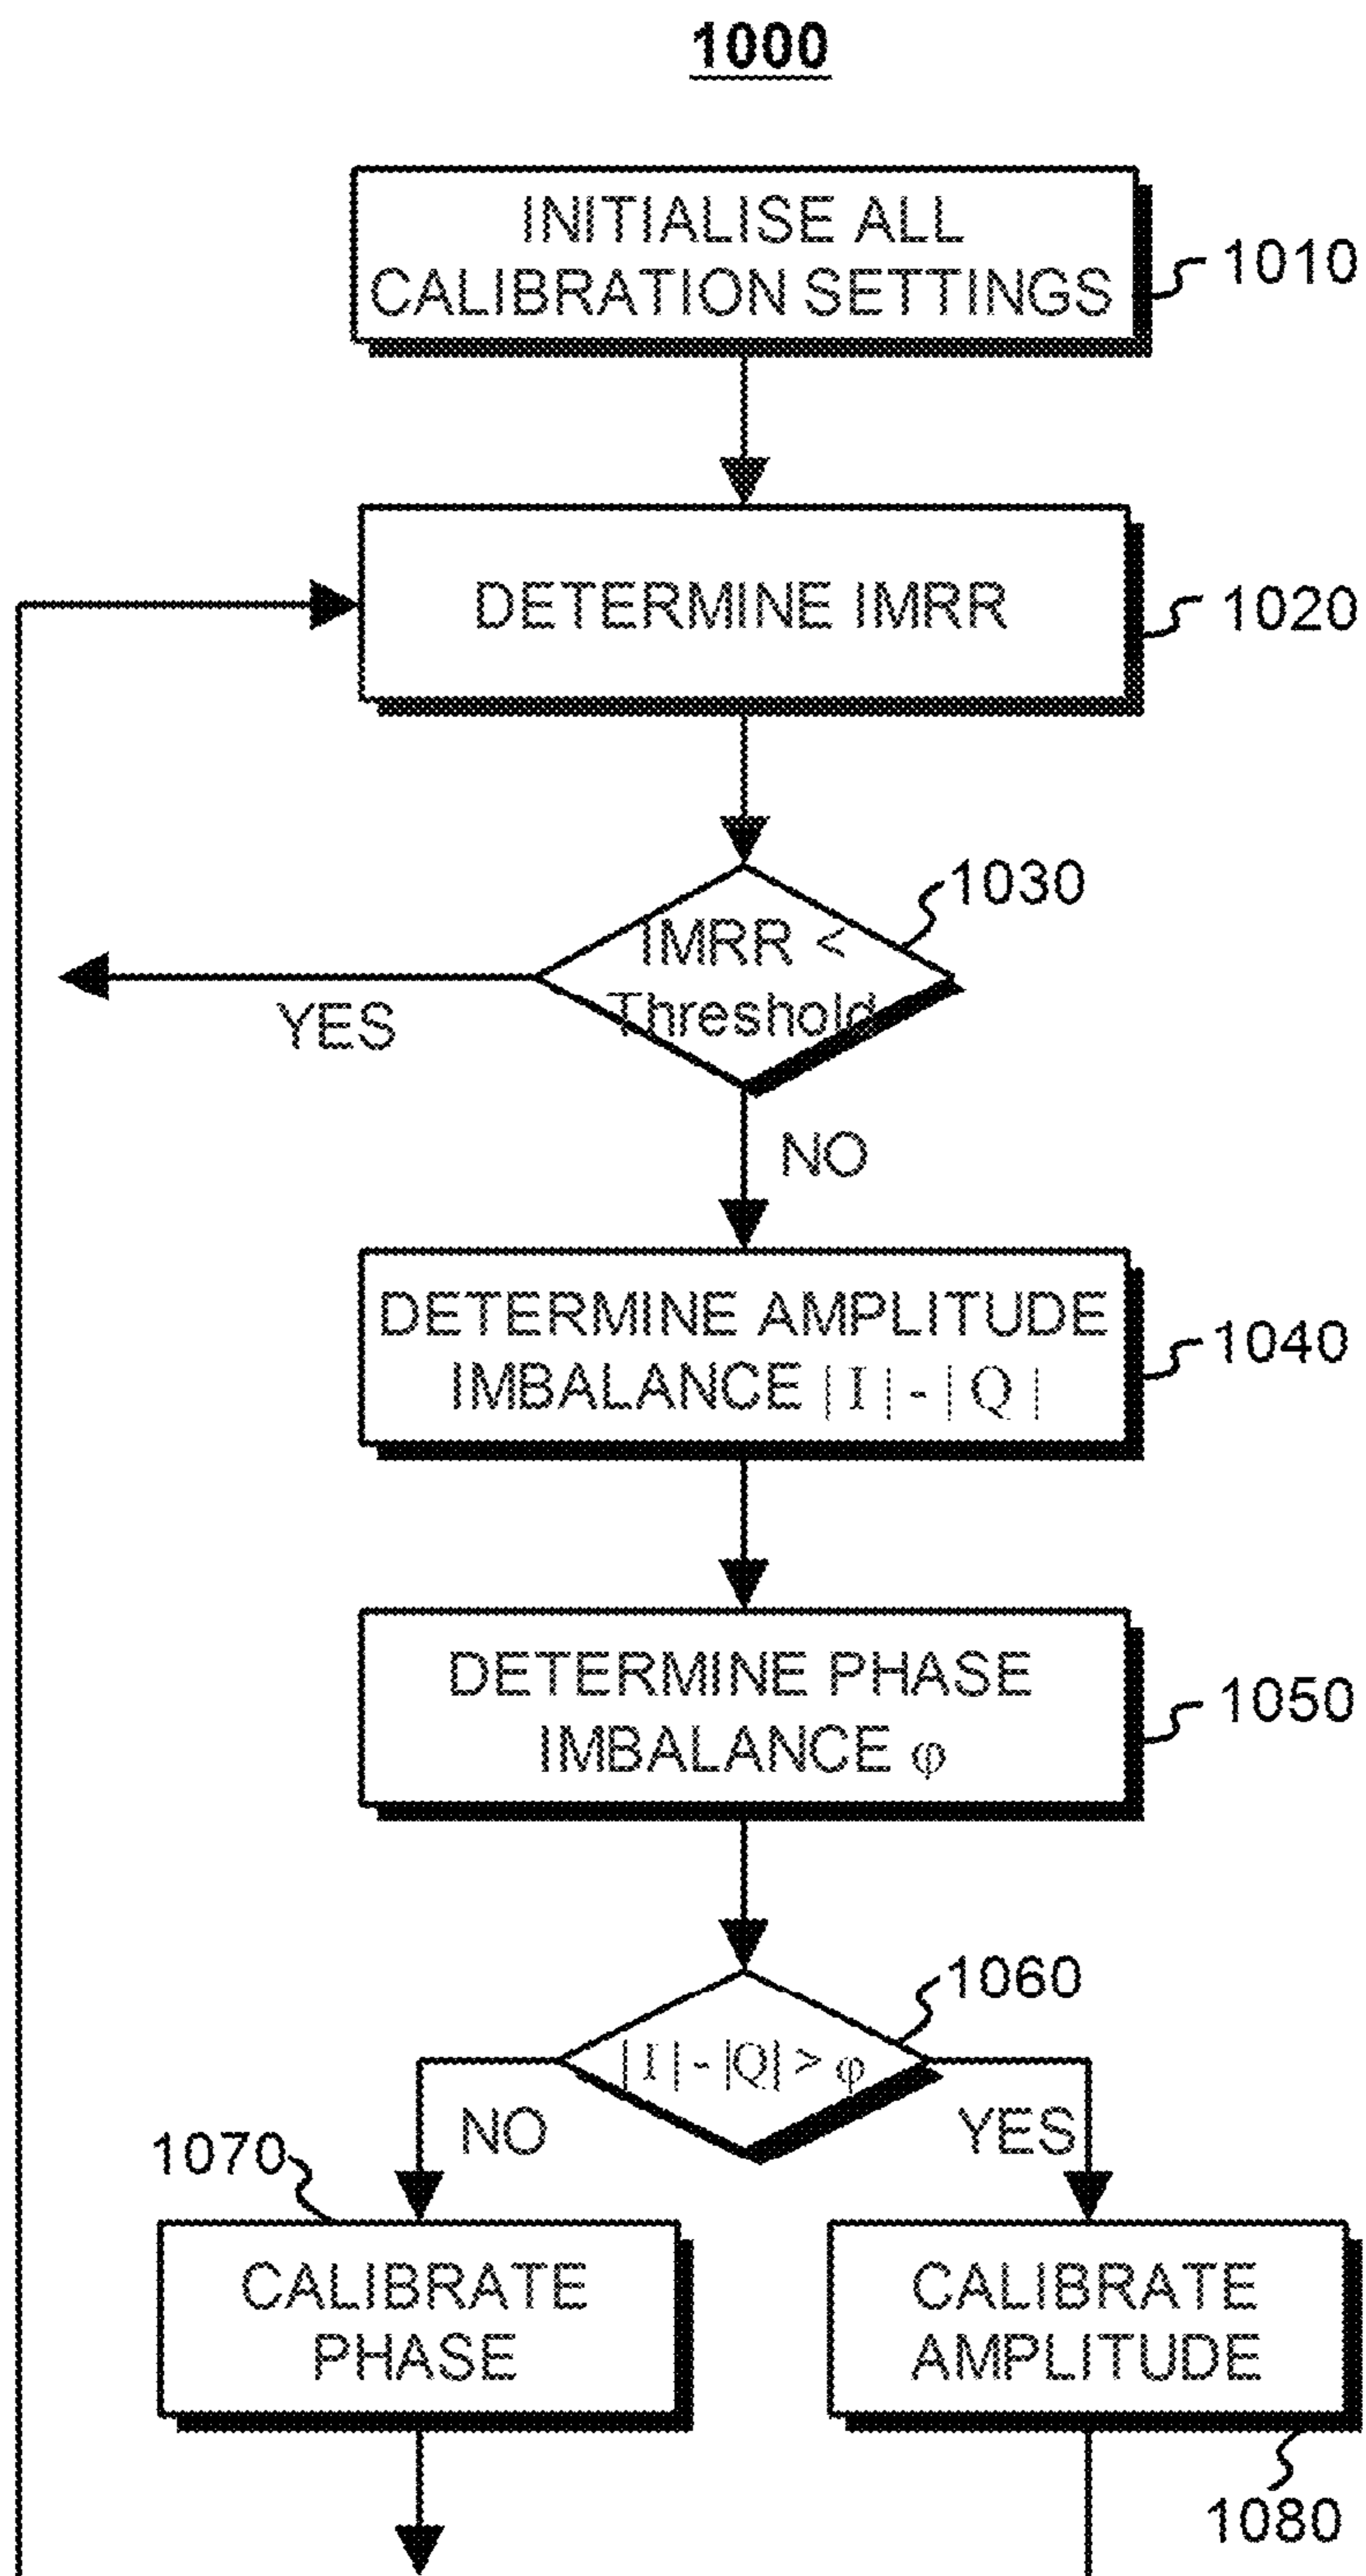 1000
INITIALISE ALL
CALIBRATION SETTINGS
1010
DETERMINE IMRR
1020
1030
IMRR <
Threshold
YES
NO
DETERMINE AMPLITUDE
IMBALANCE | I | - | Q |
1040
DETERMINE PHASE
IMBALANCE φ
1050
1060
| I | - |Q| > φ
NO
YES
1070
CALIBRATE
PHASE
CALIBRATE
AMPLITUDE
1080